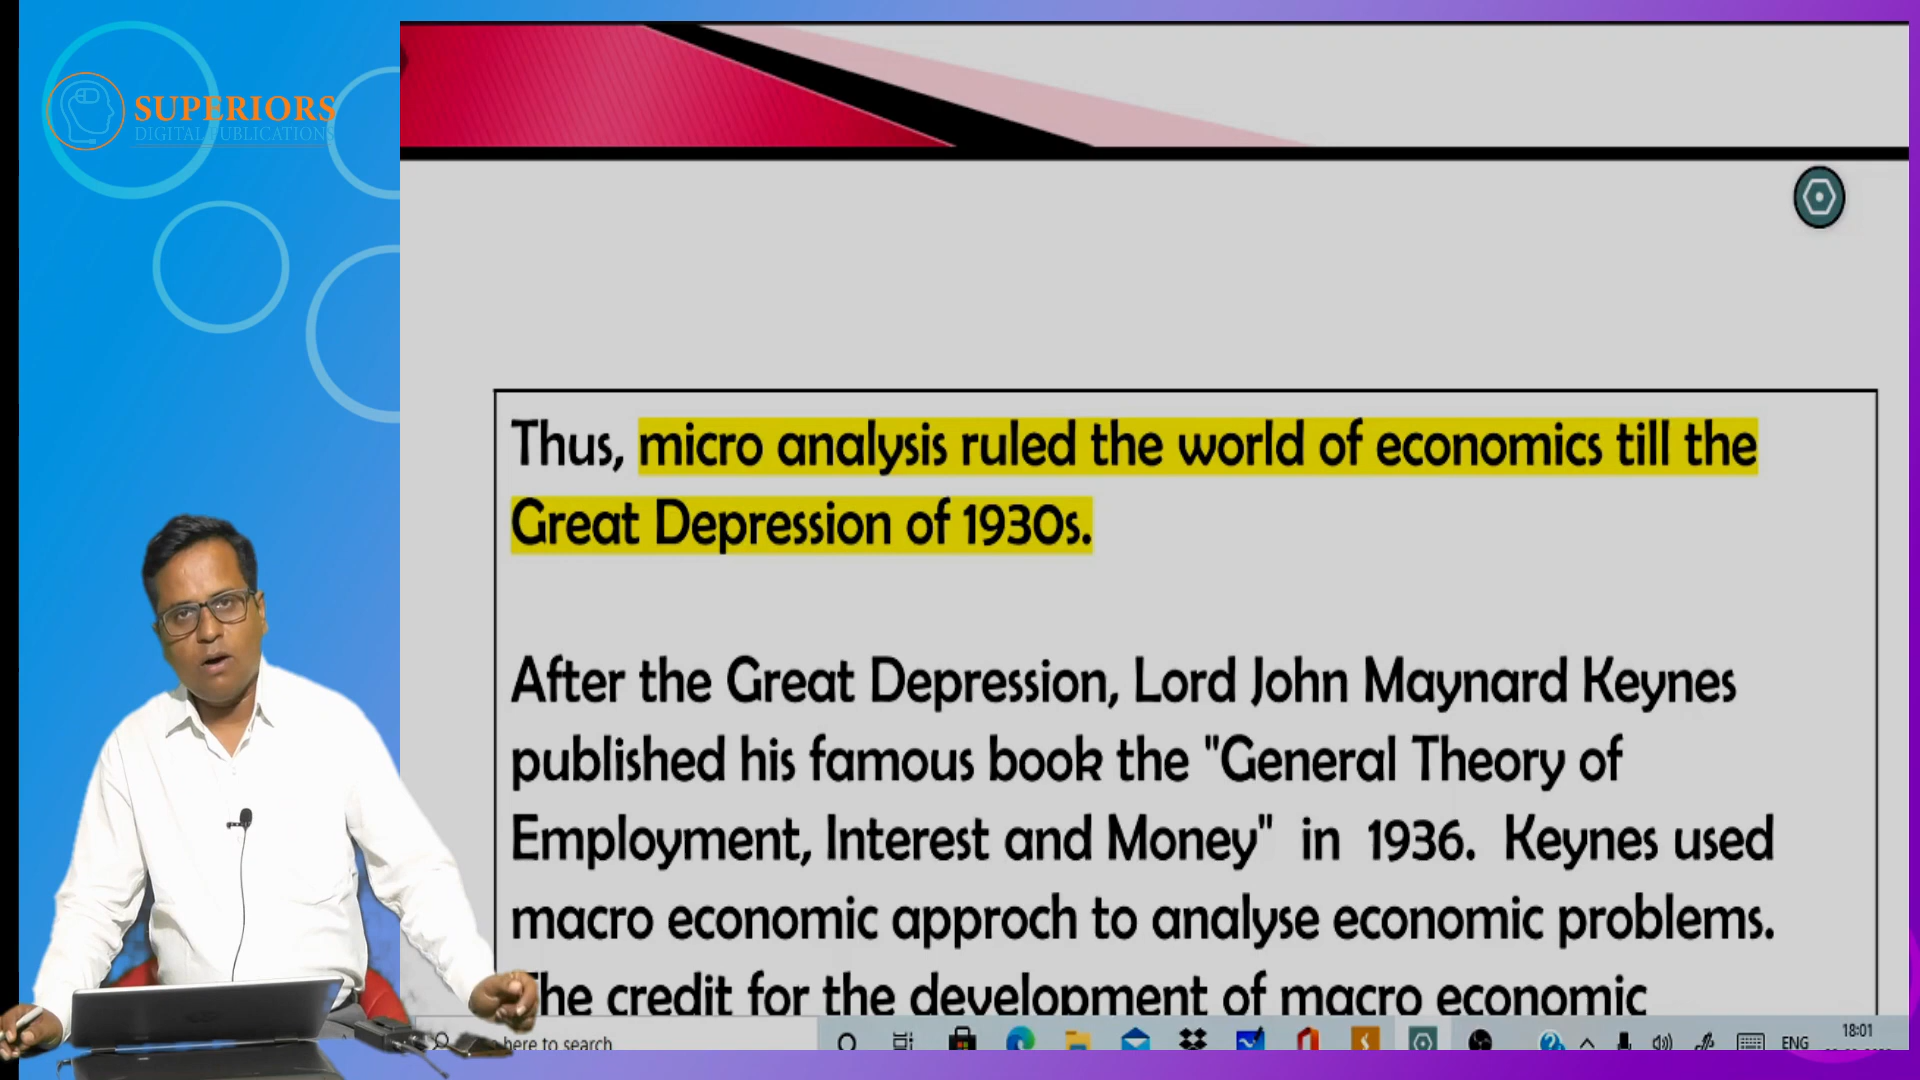 SUPERIORS
DIGITAL PUBLICATIONS
Thus, micro analysis ruled the world of economics till the
Great Depression of 1930s.
After the Great Depression, Lord John Maynard Keynes
published his famous book the "General Theory of
Employment, Interest and Money" in 1936. Keynes used
macro economic approch to analyse economic problems.
The credit for the development of macro economic
here to search
ENG
18:01